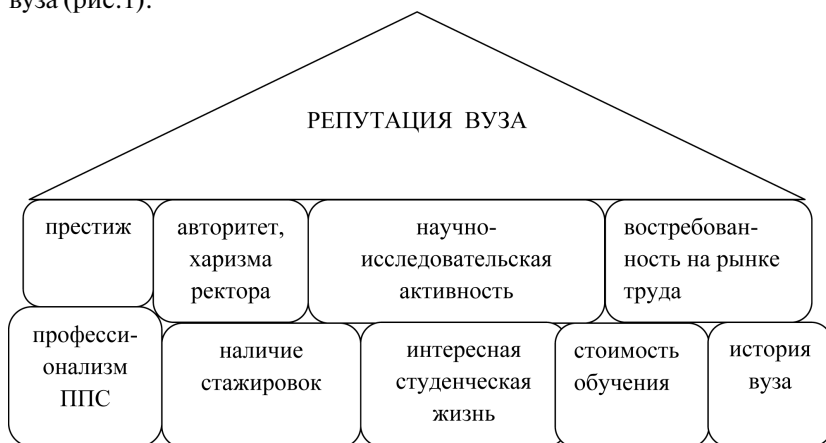 вуза (рис.1).
РЕПУТАЦИЯ ВУЗА
престиж
авторитет,
харизма
ректора
научно-
исследовательская
активность
востребован-
ность на рынке
труда
професси-
онализм
ППС
наличие
стажировок
интересная
студенческая
жизнь
стоимость
обучения
история
вуза